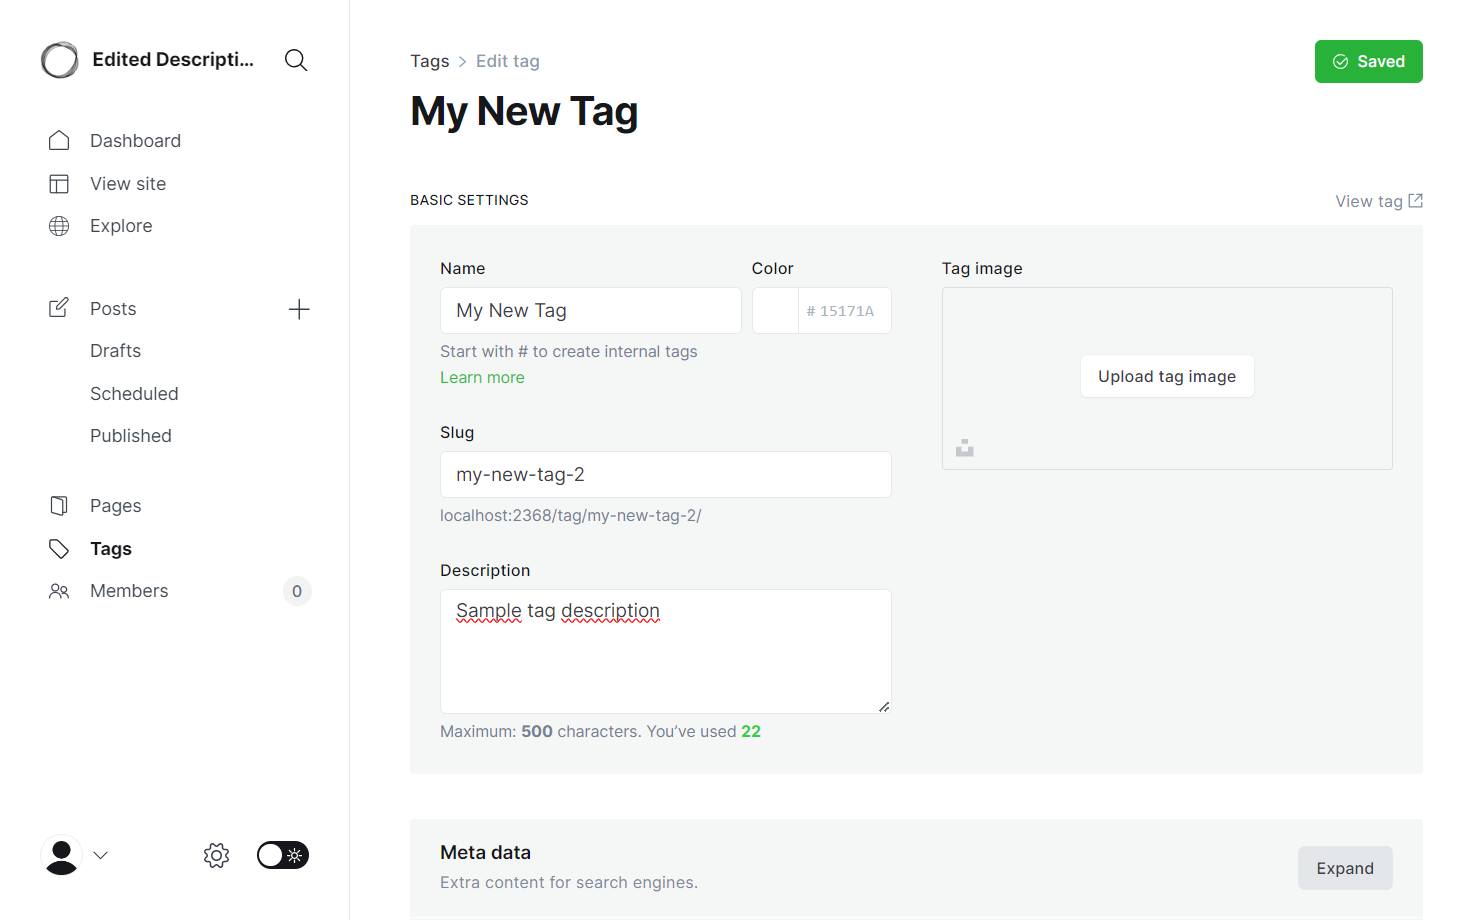 Edited Descripti...
Dashboard
View site
Explore
Posts
Drafts
Scheduled
Published
Pages
Tags
Members
0
Tags > Edit tag
Saved
My New Tag
BASIC SETTINGS
View tag
Name
My New Tag
Start with # to create internal tags
Learn more
Color
# 15171A
Slug
my-new-tag-2
localhost:2368/tag/my-new-tag-2/
Description
Sample tag description
Maximum: 500 characters. You’ve used 22
Tag image
Upload tag image
Meta data
Extra content for search engines.
Expand